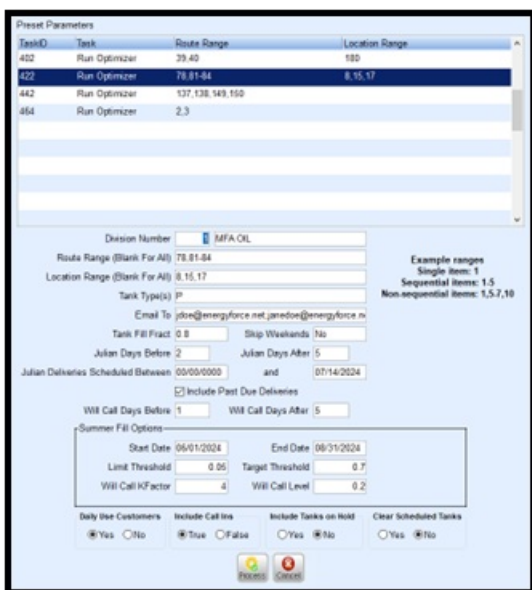 Preset Parameters
TaskID Task Route Range Location Range
402 Run Optimizer 39,40 180
422 Run Optimizer 78,81-84 8,15,17
442 Run Optimizer 137,138,149,160
464 Run Optimizer 2,3
Division Number 1 MFA OIL
Route Range (Blank For All) 78,81-84
Location Range (Blank For All) 8,15,17
Example ranges
Single item: 1
Sequential items: 1-5
Non-sequential items: 1,5-7,10
Tank Type(s) P
Email To jdoe@energyforce.net,janedoe@energyforce.n
Tank Fill Fract 0.8 Skip Weekends No
Julian Days Before 2 Julian Days After 5
Julian Deliveries Scheduled Between 00/00/0000 and 07/14/2024
Include Past Due Deliveries
Will Call Days Before 1 Will Call Days After 5
Summer Fill Options
Start Date 06/01/2024 End Date 08/31/2024
Limit Threshold 0.05 Target Threshold 0.7
Will Call KFactor 4 Will Call Level 0.2
Daily Use Customers Include Call Ins Include Tanks on Hold Clear Scheduled Tanks
Yes No True False Yes No Yes No
Process Cancel